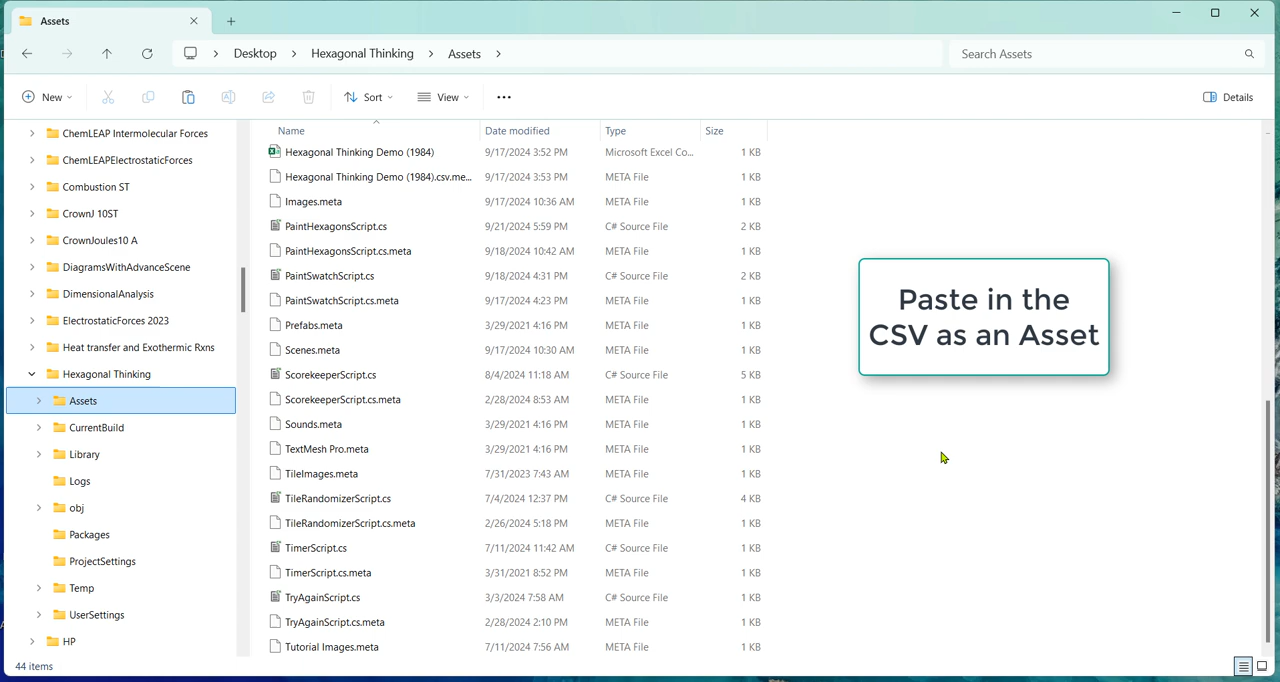 Assets
Desktop > Hexagonal Thinking > Assets >
Search Assets
New
Sort
View
Details
Name Date modified Type Size
ChemLEAP Intermolecular Forces
ChemLEAPElectrostaticForces
Combustion ST
CrownJ 10ST
CrownJoules10 A
DiagramsWithAdvanceScene
DimensionalAnalysis
ElectrostaticForces 2023
Heat transfer and Exothermic Rxns
Hexagonal Thinking
Assets
CurrentBuild
Library
Logs
obj
Packages
ProjectSettings
Temp
UserSettings
HP
Hexagonal Thinking Demo (1984) 9/17/2024 3:52 PM Microsoft Excel Co... 1 KB
Hexagonal Thinking Demo (1984).csv.me... 9/17/2024 3:53 PM META File 1 KB
Images.meta 9/17/2024 10:36 AM META File 1 KB
PaintHexagonsScript.cs 9/21/2024 5:59 PM C# Source File 2 KB
PaintHexagonsScript.cs.meta 9/18/2024 10:42 AM META File 1 KB
PaintSwatchScript.cs 9/18/2024 4:31 PM C# Source File 2 KB
PaintSwatchScript.cs.meta 9/17/2024 4:23 PM META File 1 KB
Prefabs.meta 3/29/2021 4:16 PM META File 1 KB
Scenes.meta 9/17/2024 10:30 AM META File 1 KB
ScorekeeperScript.cs 8/4/2024 11:18 AM C# Source File 5 KB
ScorekeeperScript.cs.meta 2/28/2024 8:53 AM META File 1 KB
Sounds.meta 3/29/2021 4:16 PM META File 1 KB
TextMesh Pro.meta 3/29/2021 4:16 PM META File 1 KB
TileImages.meta 7/31/2023 7:43 AM META File 1 KB
TileRandomizerScript.cs 7/4/2024 12:37 PM C# Source File 4 KB
TileRandomizerScript.cs.meta 2/26/2024 5:18 PM META File 1 KB
TimerScript.cs 7/11/2024 11:42 AM C# Source File 1 KB
TimerScript.cs.meta 3/31/2021 8:52 PM META File 1 KB
TryAgainScript.cs 3/3/2024 7:58 AM C# Source File 1 KB
TryAgainScript.cs.meta 2/28/2024 2:10 PM META File 1 KB
Tutorial Images.meta 7/11/2024 7:56 AM META File 1 KB
Paste in the
CSV as an Asset
44 items